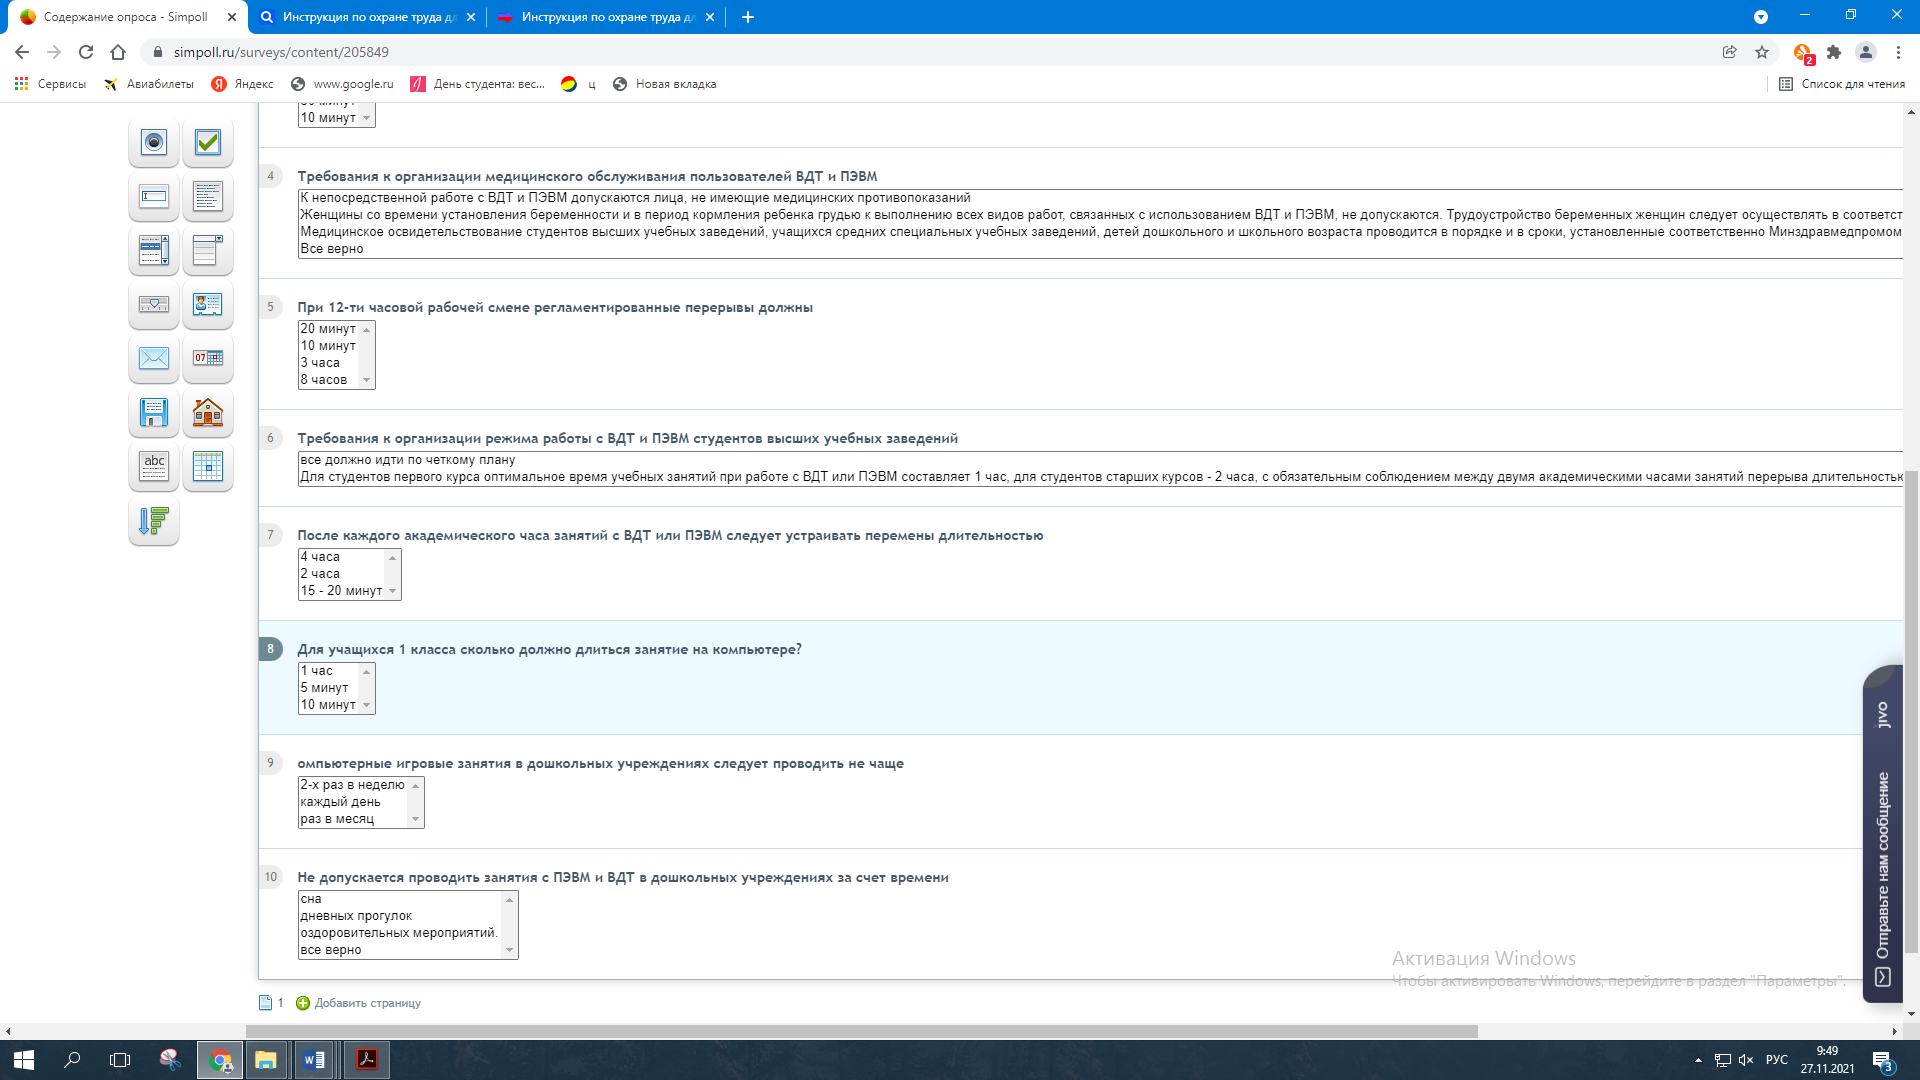 Содержание опроса - Simpoll
Инструкция по охране труда дл
Инструкция по охране труда дл
simpoll.ru/surveys/content/205849
2
Сервисы
Авиабилеты
Яндекс
www.google.ru
День студента: вес...
ц
Новая вкладка
Список для чтения
10 минут
4 Требования к организации медицинского обслуживания пользователей ВДТ и ПЭВМ
К непосредственной работе с ВДТ и ПЭВМ допускаются лица, не имеющие медицинских противопоказаний
Женщины со времени установления беременности и в период кормления ребенка грудью к выполнению всех видов работ, связанных с использованием ВДТ и ПЭВМ, не допускаются. Трудоустройство беременных женщин следует осуществлять в соответст
Медицинское освидетельствование студентов высших учебных заведений, учащихся средних специальных учебных заведений, детей дошкольного и школьного возраста проводится в порядке и в сроки, установленные соответственно Минздравмедпромом
Все верно
5 При 12-ти часовой рабочей смене регламентированные перерывы должны
20 минут
10 минут
3 часа
8 часов
6 Требования к организации режима работы с ВДТ и ПЭВМ студентов высших учебных заведений
все должно идти по четкому плану
Для студентов первого курса оптимальное время учебных занятий при работе с ВДТ или ПЭВМ составляет 1 час, для студентов старших курсов - 2 часа, с обязательным соблюдением между двумя академическими часами занятий перерыва длительностью
7 После каждого академического часа занятий с ВДТ или ПЭВМ следует устраивать перемены длительностью
4 часа
2 часа
15 - 20 минут
8 Для учащихся 1 класса сколько должно длиться занятие на компьютере?
1 час
5 минут
10 минут
9 омпьютерные игровые занятия в дошкольных учреждениях следует проводить не чаще
2-х раз в неделю
каждый день
раз в месяц
10 Не допускается проводить занятия с ПЭВМ и ВДТ в дошкольных учреждениях за счет времени
сна
дневных прогулок
оздоровительных мероприятий.
все верно
07
abc
1
Добавить страницу
jivo
Отправьте нам сообщение
Активация Windows
Чтобы активировать Windows, перейдите в раздел "Параметры".
РУС
9:49
27.11.2021
3